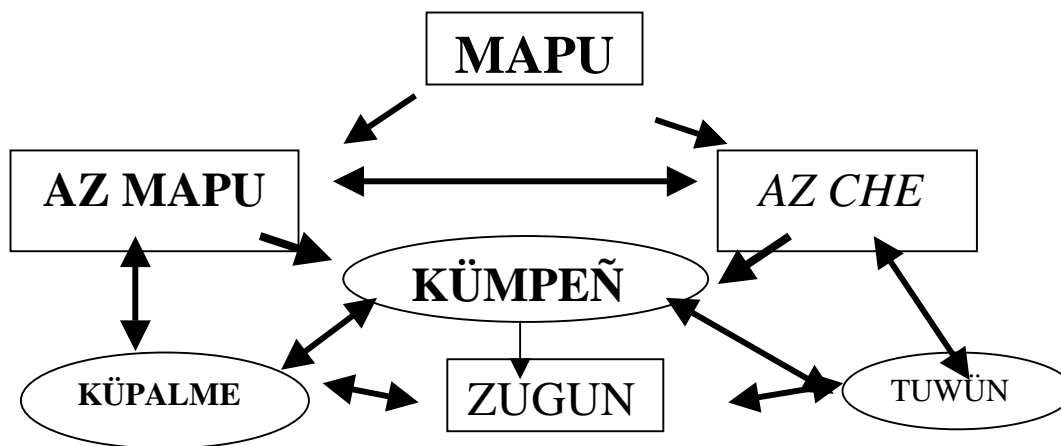 MAPU
AZ MAPU
AZ CHE
KÜMPEÑ
KÜPALME
ZUGUN
TUWÜN